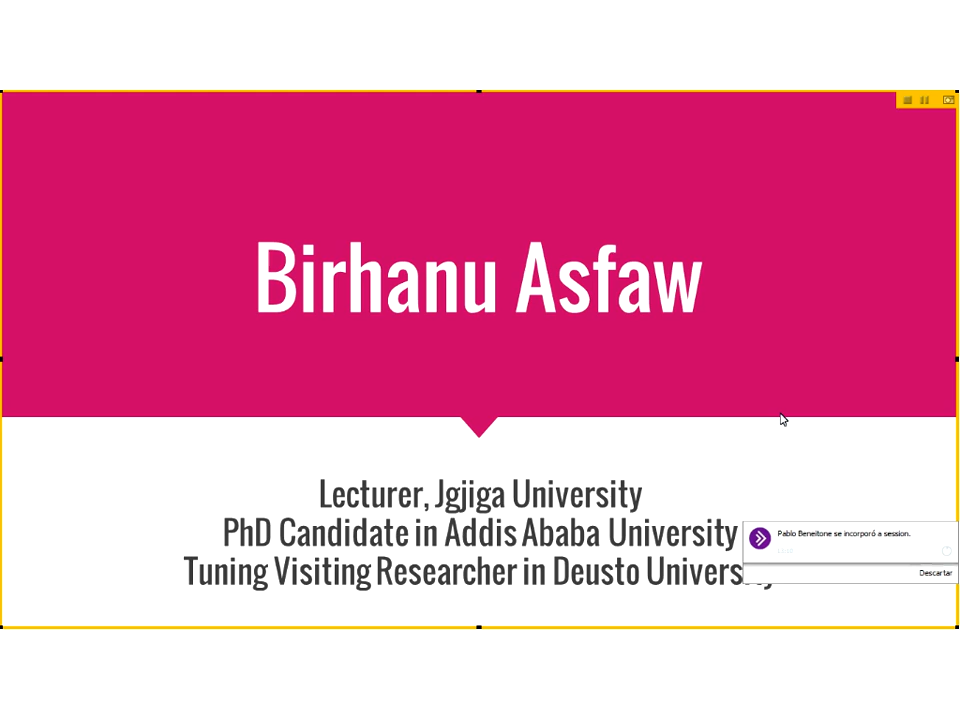 Birhanu Asfaw
Lecturer, Jgjiga University
PhD Candidate in Addis Ababa University
Tuning Visiting Researcher in Deusto University
Pablo Beneitone se incorporó a session.
Descartar